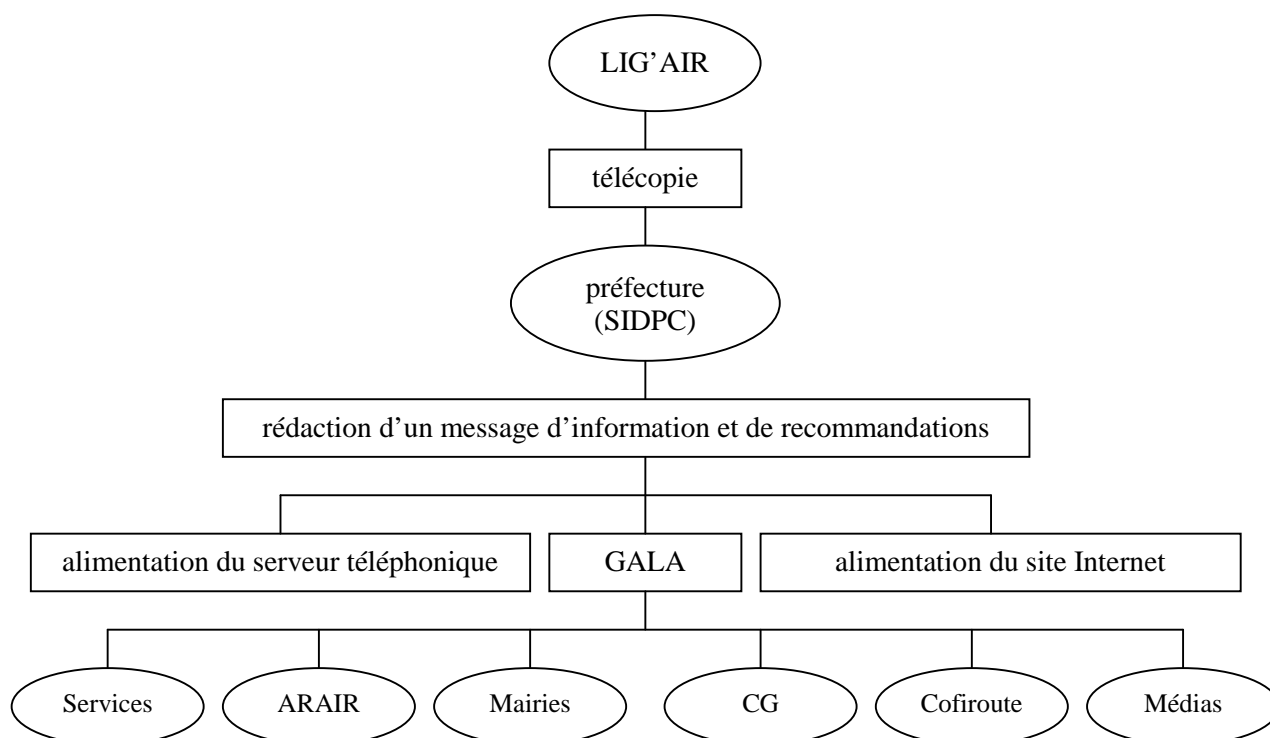 LIG’AIR
télécopie
préfecture
(SIDPC)
rédaction d’un message d’information et de recommandations
alimentation du serveur téléphonique
GALA
alimentation du site Internet
Services
ARAIR
Mairies
CG
Cofiroute
Médias